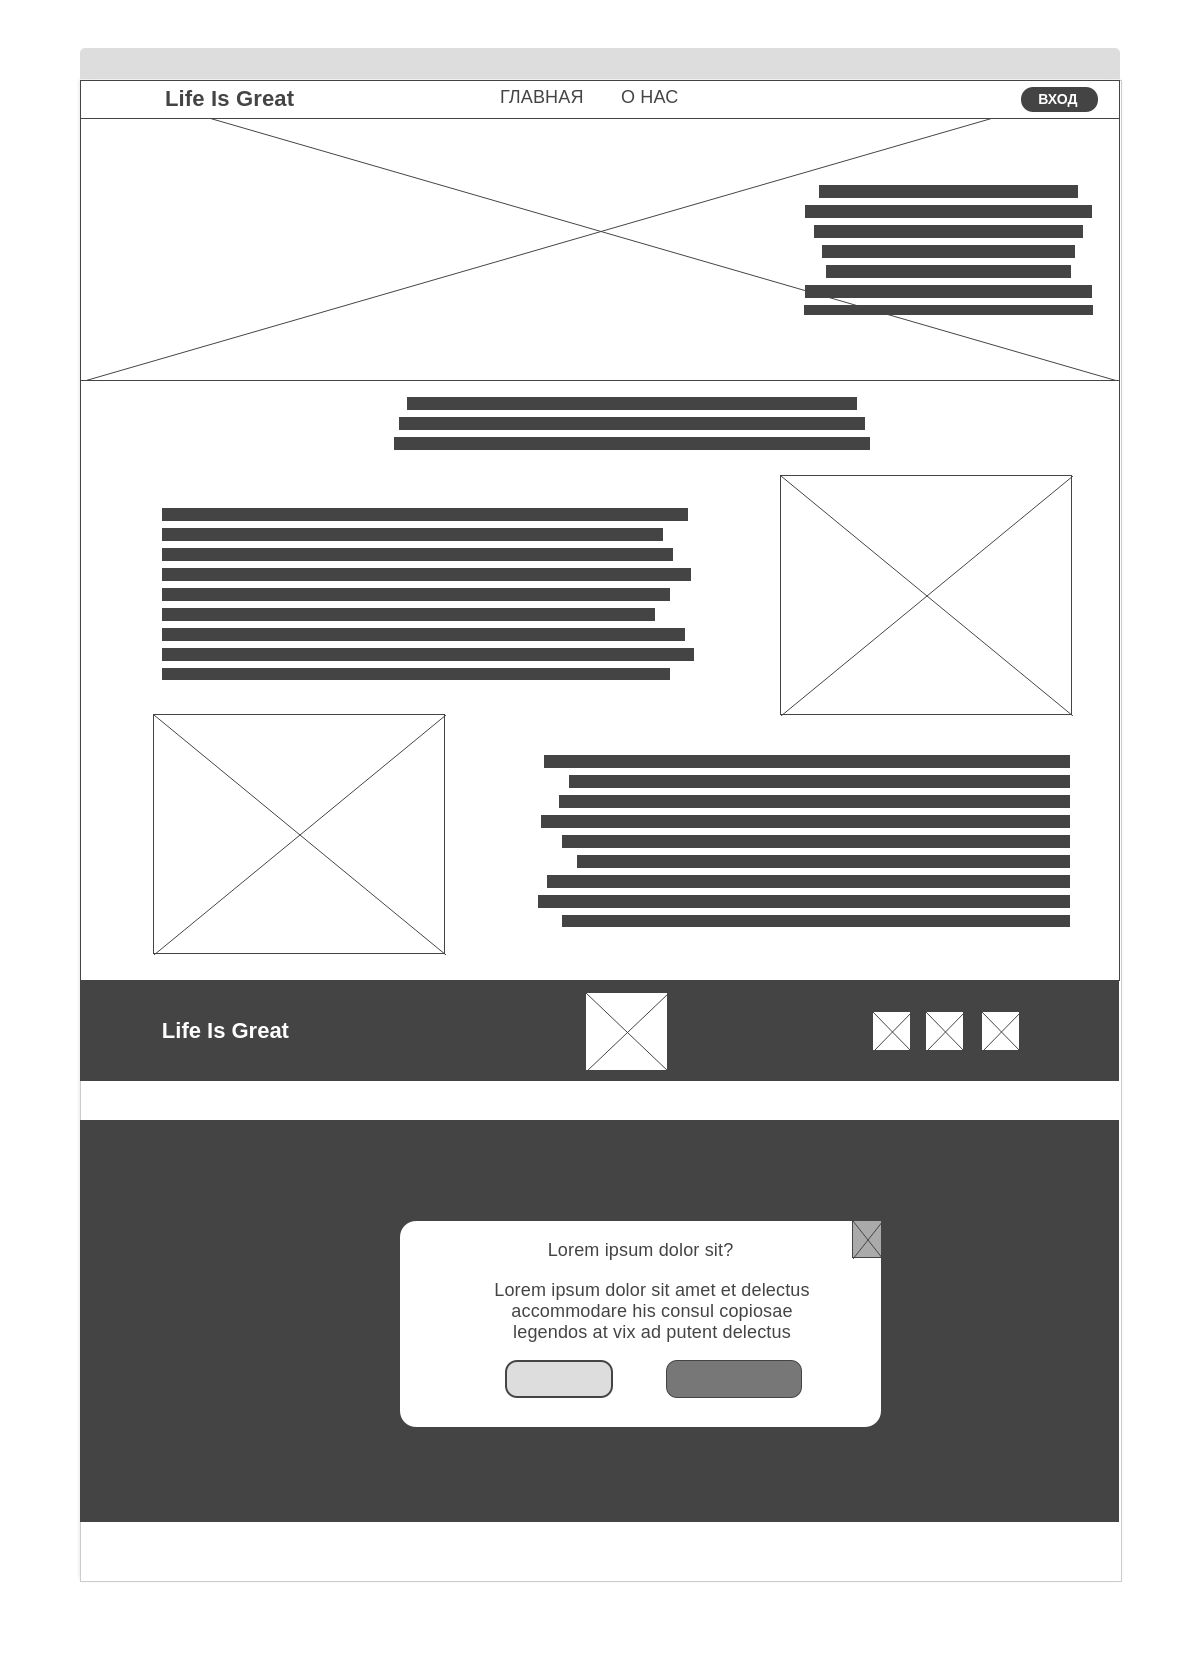 Life Is Great
ГЛАВНАЯ
О НАС
ВХОД
Life Is Great
Lorem ipsum dolor sit?
Lorem ipsum dolor sit amet et delectus
accommodare his consul copiosae
legendos at vix ad putent delectus